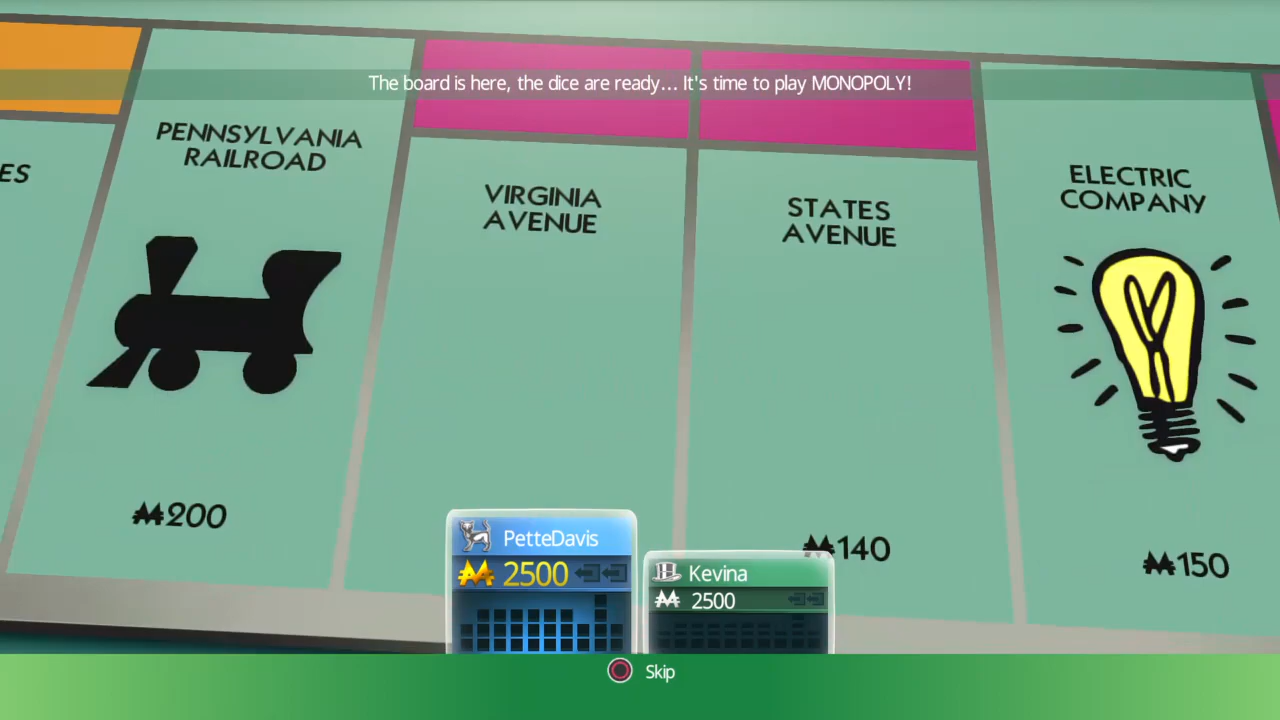 The board is here, the dice are ready... It's time to play MONOPOLY!
ES
PENNSYLVANIA
RAILROAD
₩200
VIRGINIA
AVENUE
STATES
AVENUE
₩140
ELECTRIC
COMPANY
₩150
PetteDavis
2500
Kevina
2500
Skip